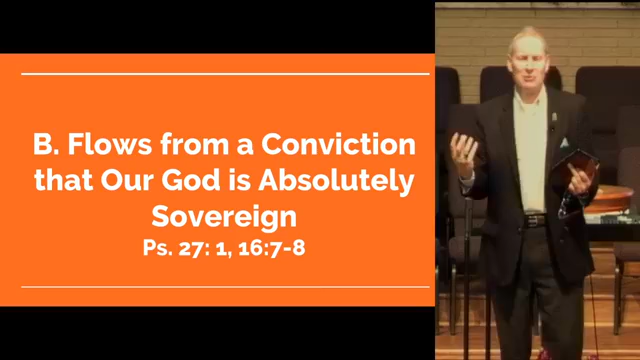 B. Flows from a Conviction
that Our God is Absolutely
Sovereign
Ps. 27: 1, 16:7-8